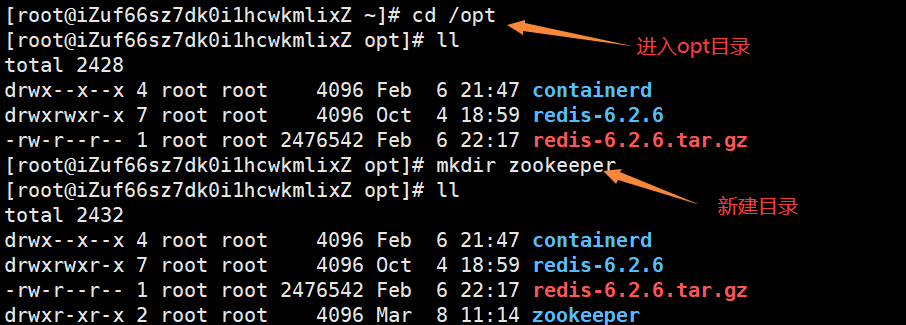 [root@iZuf66sz7dk0i1hcwkmlixZ ~]# cd /opt
[root@iZuf66sz7dk0i1hcwkmlixZ opt]# ll
进入opt目录
total 2428
drwx--x--x 4 root root    4096 Feb  6 21:47 containerd
drwxrwxr-x 7 root root    4096 Oct  4 18:59 redis-6.2.6
-rw-r--r-- 1 root root 2476542 Feb  6 22:17 redis-6.2.6.tar.gz
[root@iZuf66sz7dk0i1hcwkmlixZ opt]# mkdir zookeeper
[root@iZuf66sz7dk0i1hcwkmlixZ opt]# ll
新建目录
total 2432
drwx--x--x 4 root root    4096 Feb  6 21:47 containerd
drwxrwxr-x 7 root root    4096 Oct  4 18:59 redis-6.2.6
-rw-r--r-- 1 root root 2476542 Feb  6 22:17 redis-6.2.6.tar.gz
drwxr-xr-x 2 root root    4096 Mar  8 11:14 zookeeper